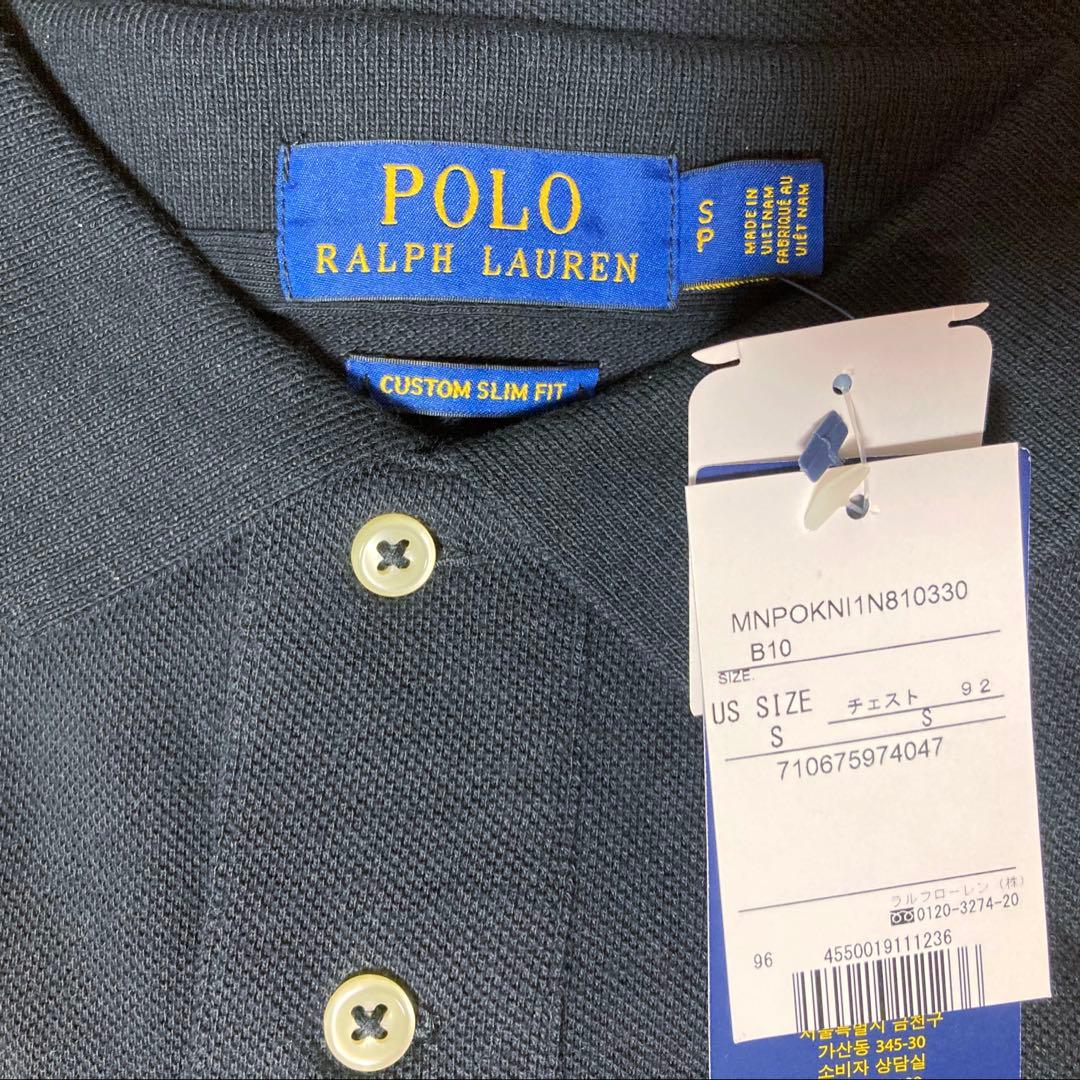 POLO
RALPH LAUREN
S
P
MADE IN
VIETNAM
FABRIQUÉ AU
VIÊT NAM
CUSTOM SLIM FIT
MNPOKNI1N810330
B10
SIZE.
US SIZE チェスト 92
S S
710675974047
ラルフローレン (株)
0120-3274-20
96 4550019111236
서울특별시 금천구
가산동 345-30
소비자 상담실